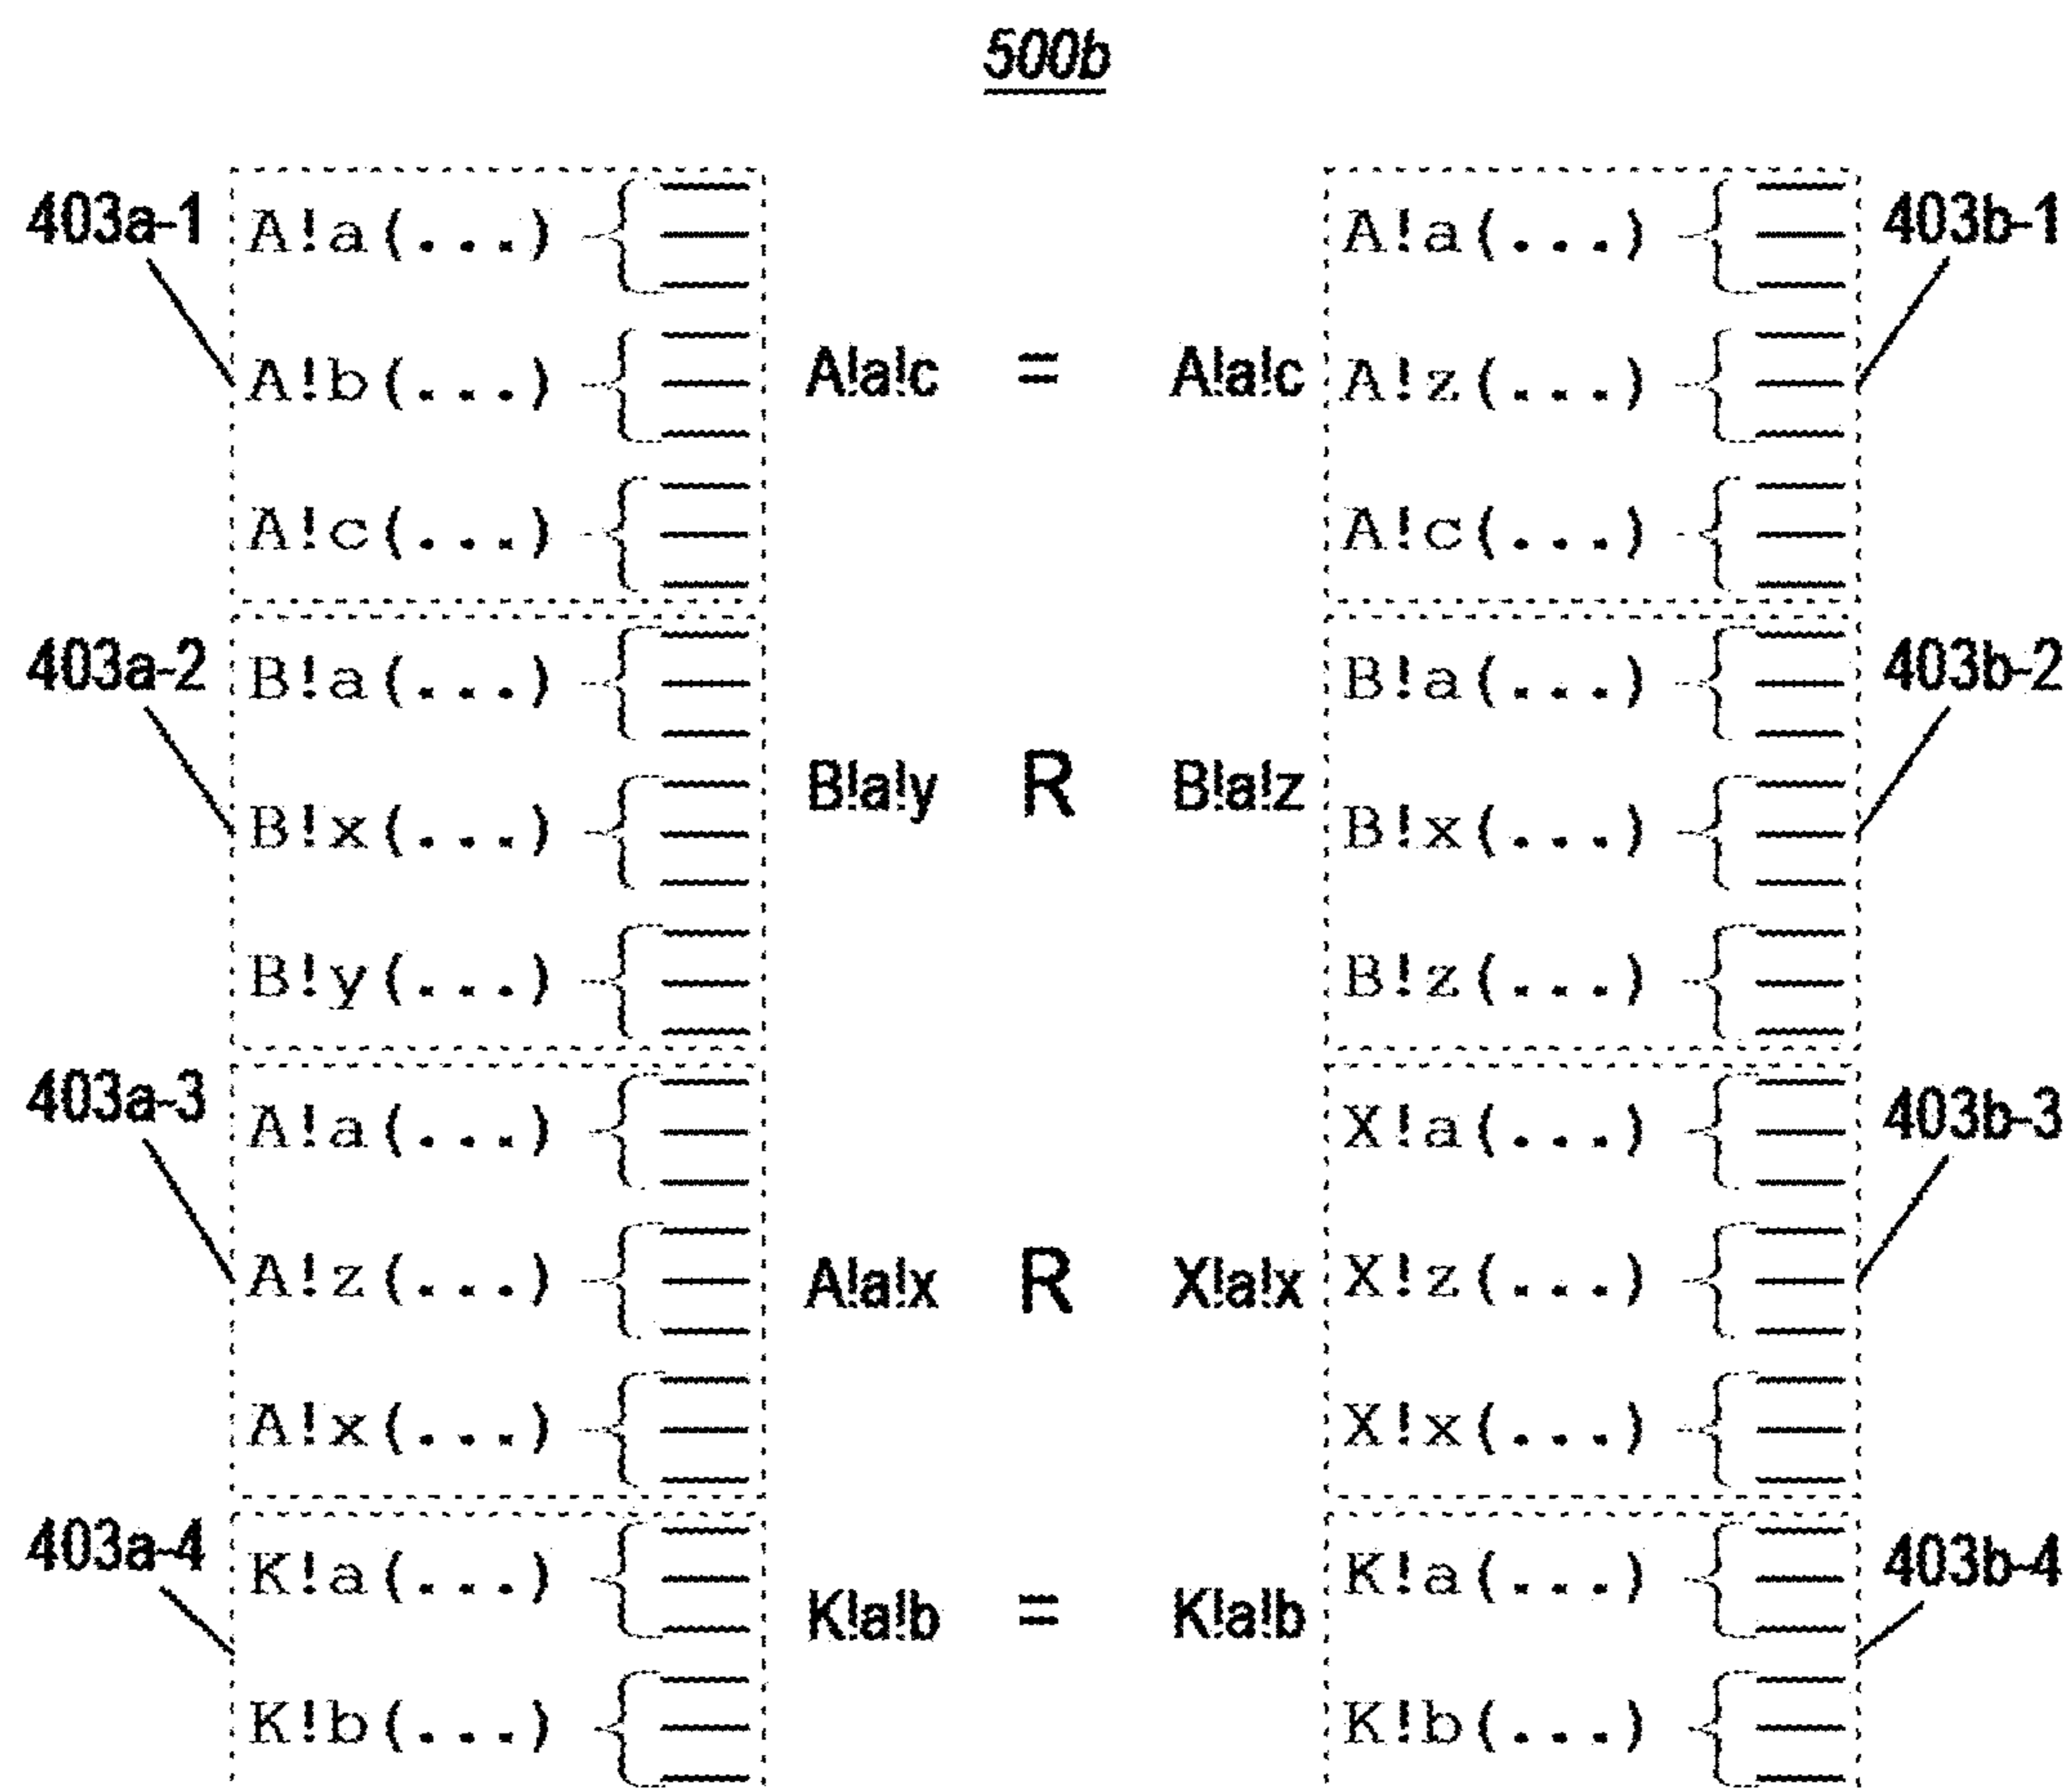 500b
403a-1 A!a(...) A!a(...) 403b-1
A!b(...) A!a!c = A!a!c A!z(...)
A!c(...) A!c(...)
403a-2 B!a(...) B!a(...) 403b-2
B!x(...) B!a!y R B!a!z B!x(...)
B!y(...) B!z(...)
403a-3 A!a(...) X!a(...) 403b-3
A!z(...) A!a!x R X!a!x X!z(...)
A!x(...) X!x(...)
403a-4 K!a(...) K!a(...) 403b-4
K!a!b = K!a!b
K!b(...) K!b(...)